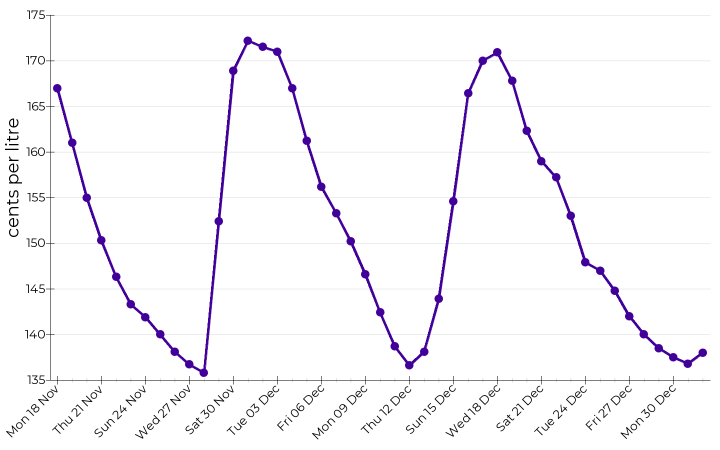 175
170
165
160
155
150
145
140
135
cents per litre
Mon 18 Nov
Thu 21 Nov
Sun 24 Nov
Wed 27 Nov
Sat 30 Nov
Tue 03 Dec
Fri 06 Dec
Mon 09 Dec
Thu 12 Dec
Sun 15 Dec
Wed 18 Dec
Sat 21 Dec
Tue 24 Dec
Fri 27 Dec
Mon 30 Dec